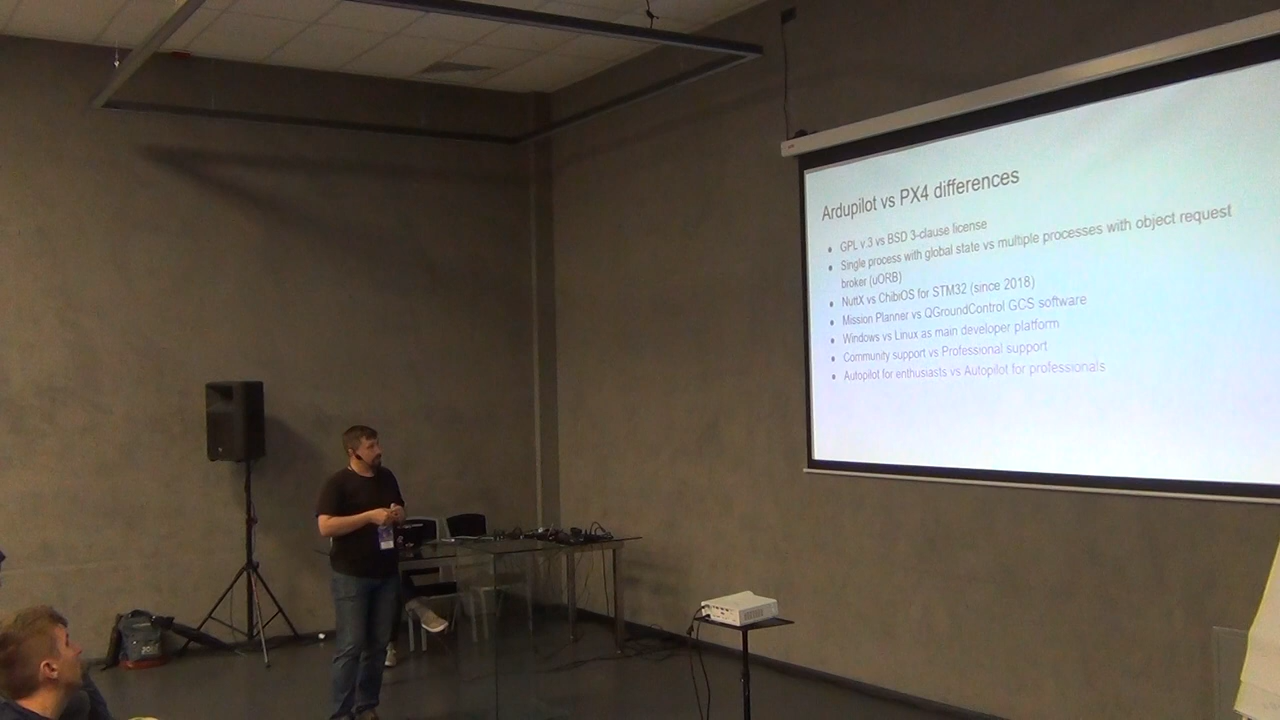 Ardupilot vs PX4 differences
GPL v.3 vs BSD 3-clause license
Single process with global state vs multiple processes with object request
broker (uORB)
NuttX vs ChibiOS for STM32 (since 2018)
Mission Planner vs QGroundControl GCS software
Windows vs Linux as main developer platform
Community support vs Professional support
Autopilot for enthusiasts vs Autopilot for professionals